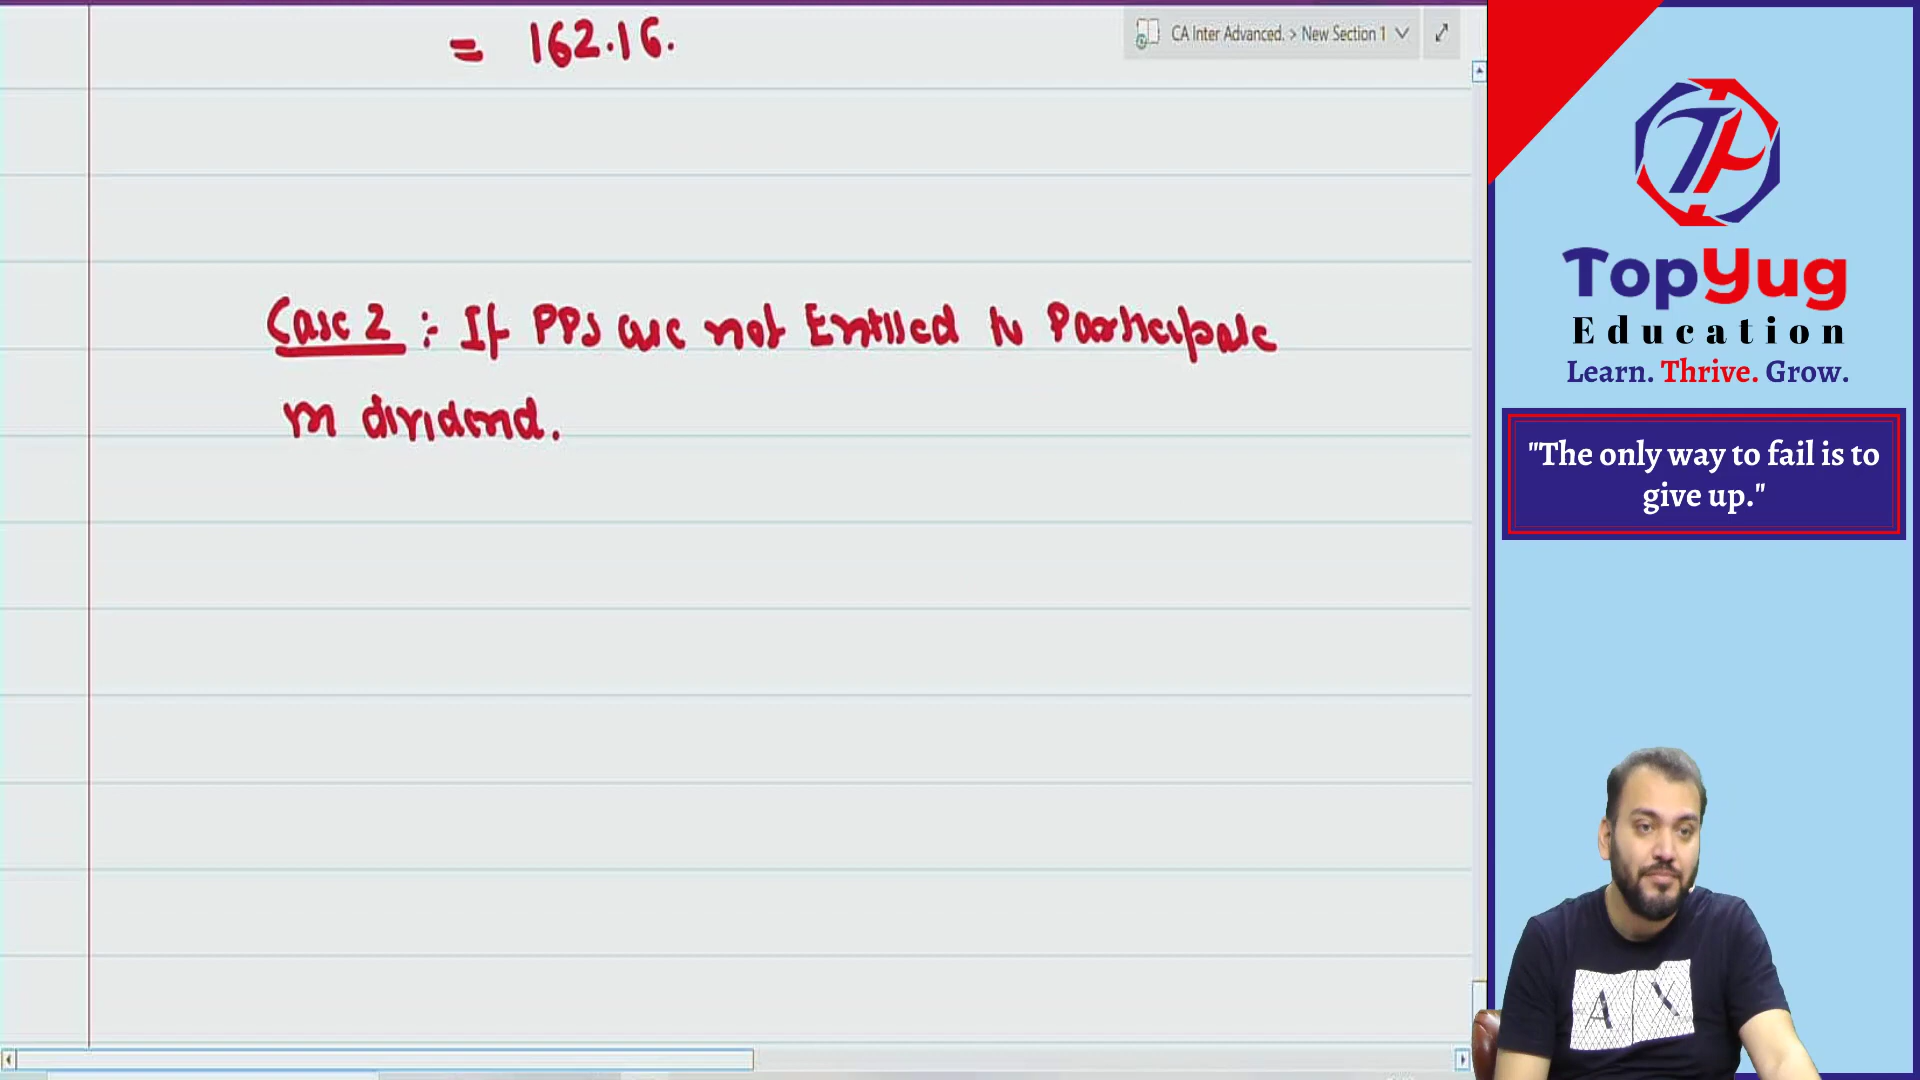 = 162.16.
CA Inter Advanced. > New Section 1
Case 2 :- If PPS are not Entitled to Participate
in dividend.
TopYug
Education
Learn. Thrive. Grow.
"The only way to fail is to
give up."
A X